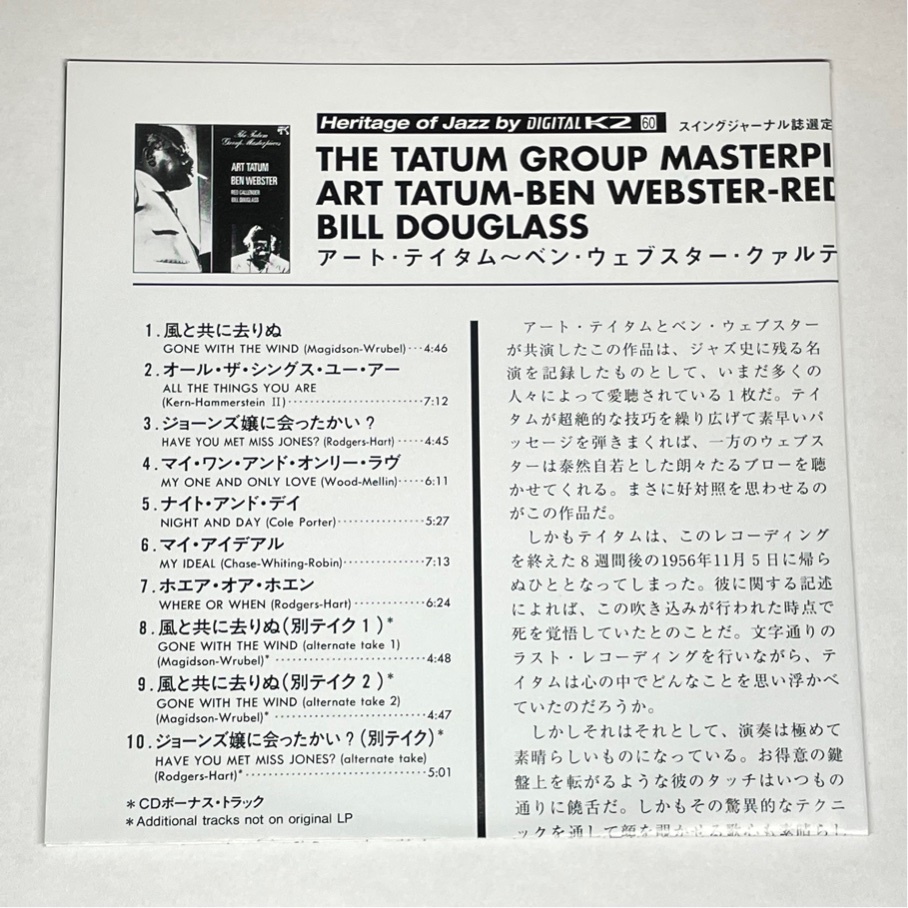 Heritage of Jazz by DIGITAL K2 60 スイングジャーナル誌選定
THE TATUM GROUP MASTERPI
ART TATUM-BEN WEBSTER-RED
BILL DOUGLASS
アート・テイタム〜ベン・ウェブスター・クァルテ
The Tatum
Group Masterpieces
ART TATUM
BEN WEBSTER
RED CALLENDER
BILL DOUGLASS
1.風と共に去りぬ
GONE WITH THE WIND (Magidson-Wrubel)…4:46
2.オール・ザ・シングス・ユー・アー
ALL THE THINGS YOU ARE
(Kern-Hammerstein II)…7:12
3.ジョーンズ嬢に会ったかい?
HAVE YOU MET MISS JONES? (Rodgers-Hart)…4:45
4.マイ・ワン・アンド・オンリー・ラヴ
MY ONE AND ONLY LOVE (Wood-Mellin)…6:11
5.ナイト・アンド・デイ
NIGHT AND DAY (Cole Porter)…5:27
6.マイ・アイデアル
MY IDEAL (Chase-Whiting-Robin)…7:13
7.ホエア・オア・ホエン
WHERE OR WHEN (Rodgers-Hart)…6:24
8.風と共に去りぬ(別テイク1)*
GONE WITH THE WIND (alternate take 1)
(Magidson-Wrubel)*…4:48
9.風と共に去りぬ(別テイク2)*
GONE WITH THE WIND (alternate take 2)
(Magidson-Wrubel)*…4:47
10.ジョーンズ嬢に会ったかい?(別テイク)*
HAVE YOU MET MISS JONES? (alternate take)
(Rodgers-Hart)*…5:01
*CDボーナス・トラック
*Additional tracks not on original LP
アート・テイタムとベン・ウェブスター
が共演したこの作品は、ジャズ史に残る名
演を記録したものとして、いまだ多くの
人々によって愛聴されている1枚だ。テイ
タムが超絶的な技巧を繰り広げて素早いパ
ッセージを弾きまくれば、一方のウェブス
ターは泰然自若とした朗々たるブローを聴
かせてくれる。まさに好対照を思わせるの
がこの作品だ。
しかもテイタムは、このレコーディング
を終えた8週間後の1956年11月5日に帰ら
ぬひととなってしまった。彼に関する記述
によれば、この吹き込みが行われた時点で
死を覚悟していたとのことだ。文字通りの
ラスト・レコーディングを行いながら、テ
イタムは心の中でどんなことを思い浮かべ
ていたのだろうか。
しかしそれはそれとして、演奏は極めて
素晴らしいものになっている。お得意の鍵
盤上を転がるような彼のタッチはいつもの
通りに饒舌だ。しかもその驚異的なテクニ
ックを通して